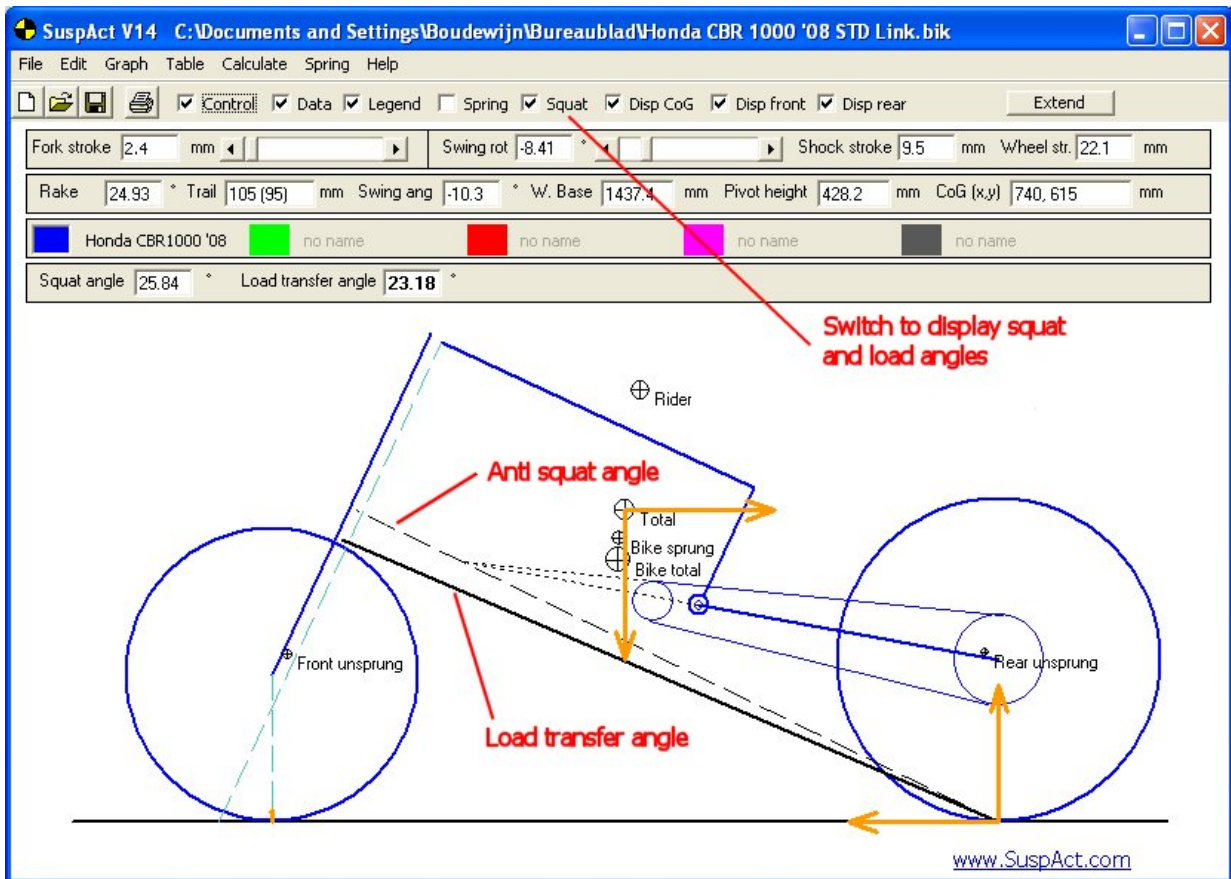 SuspAct V14 C:\Documents and Settings\Boudewijn\Bureaublad\Honda CBR 1000 '08 STD Link.bik
File Edit Graph Table Calculate Spring Help
Control Data Legend Spring Squat Disp CoG Disp front Disp rear Extend
Fork stroke 2.4 mm Swing rot -8.41 ° Shock stroke 9.5 mm Wheel str. 22.1 mm
Rake 24.93 ° Trail 105 (95) mm Swing ang -10.3 ° W. Base 1437.4 mm Pivot height 428.2 mm CoG (x,y) 740, 615 mm
Honda CBR1000 '08 no name no name no name no name
Squat angle 25.84 ° Load transfer angle 23.18 °
Switch to display squat
and load angles
Rider
Anti squat angle
Total
Bike sprung
Bike total
Front unsprung
Rear unsprung
Load transfer angle
www.SuspAct.com